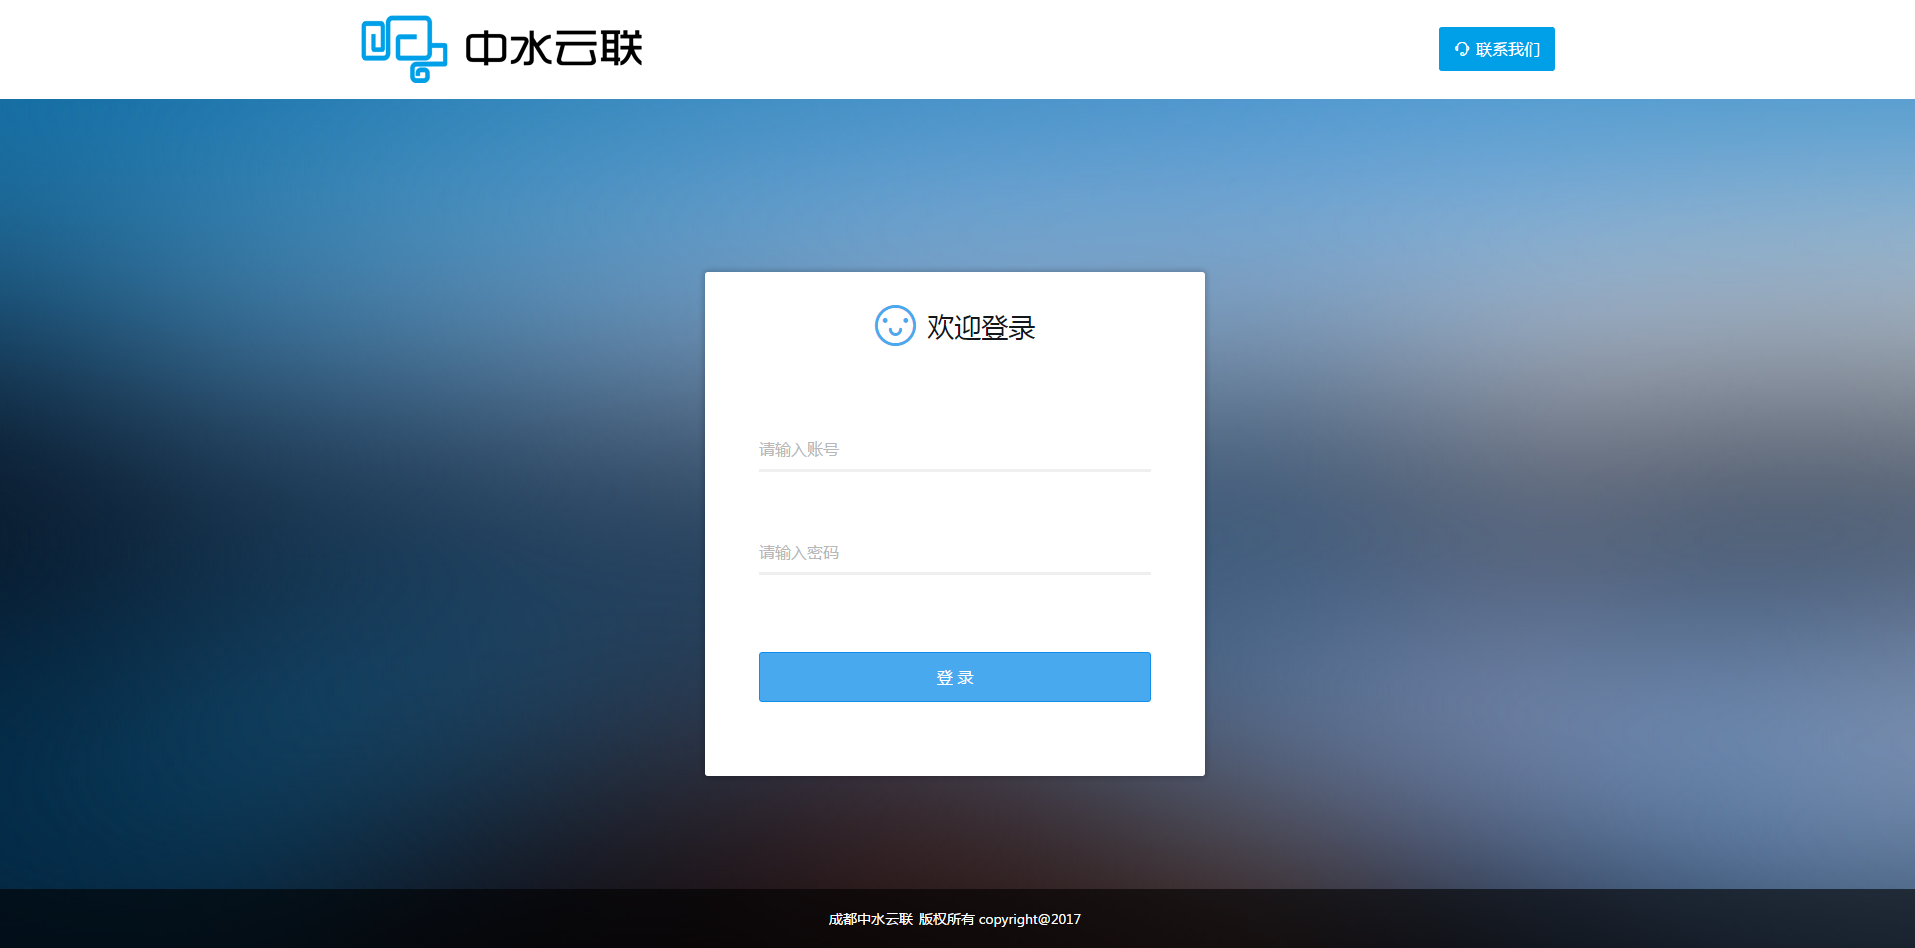 中水云联
联系我们
欢迎登录
请输入账号
请输入密码
登 录
成都中水云联 版权所有 copyright@2017